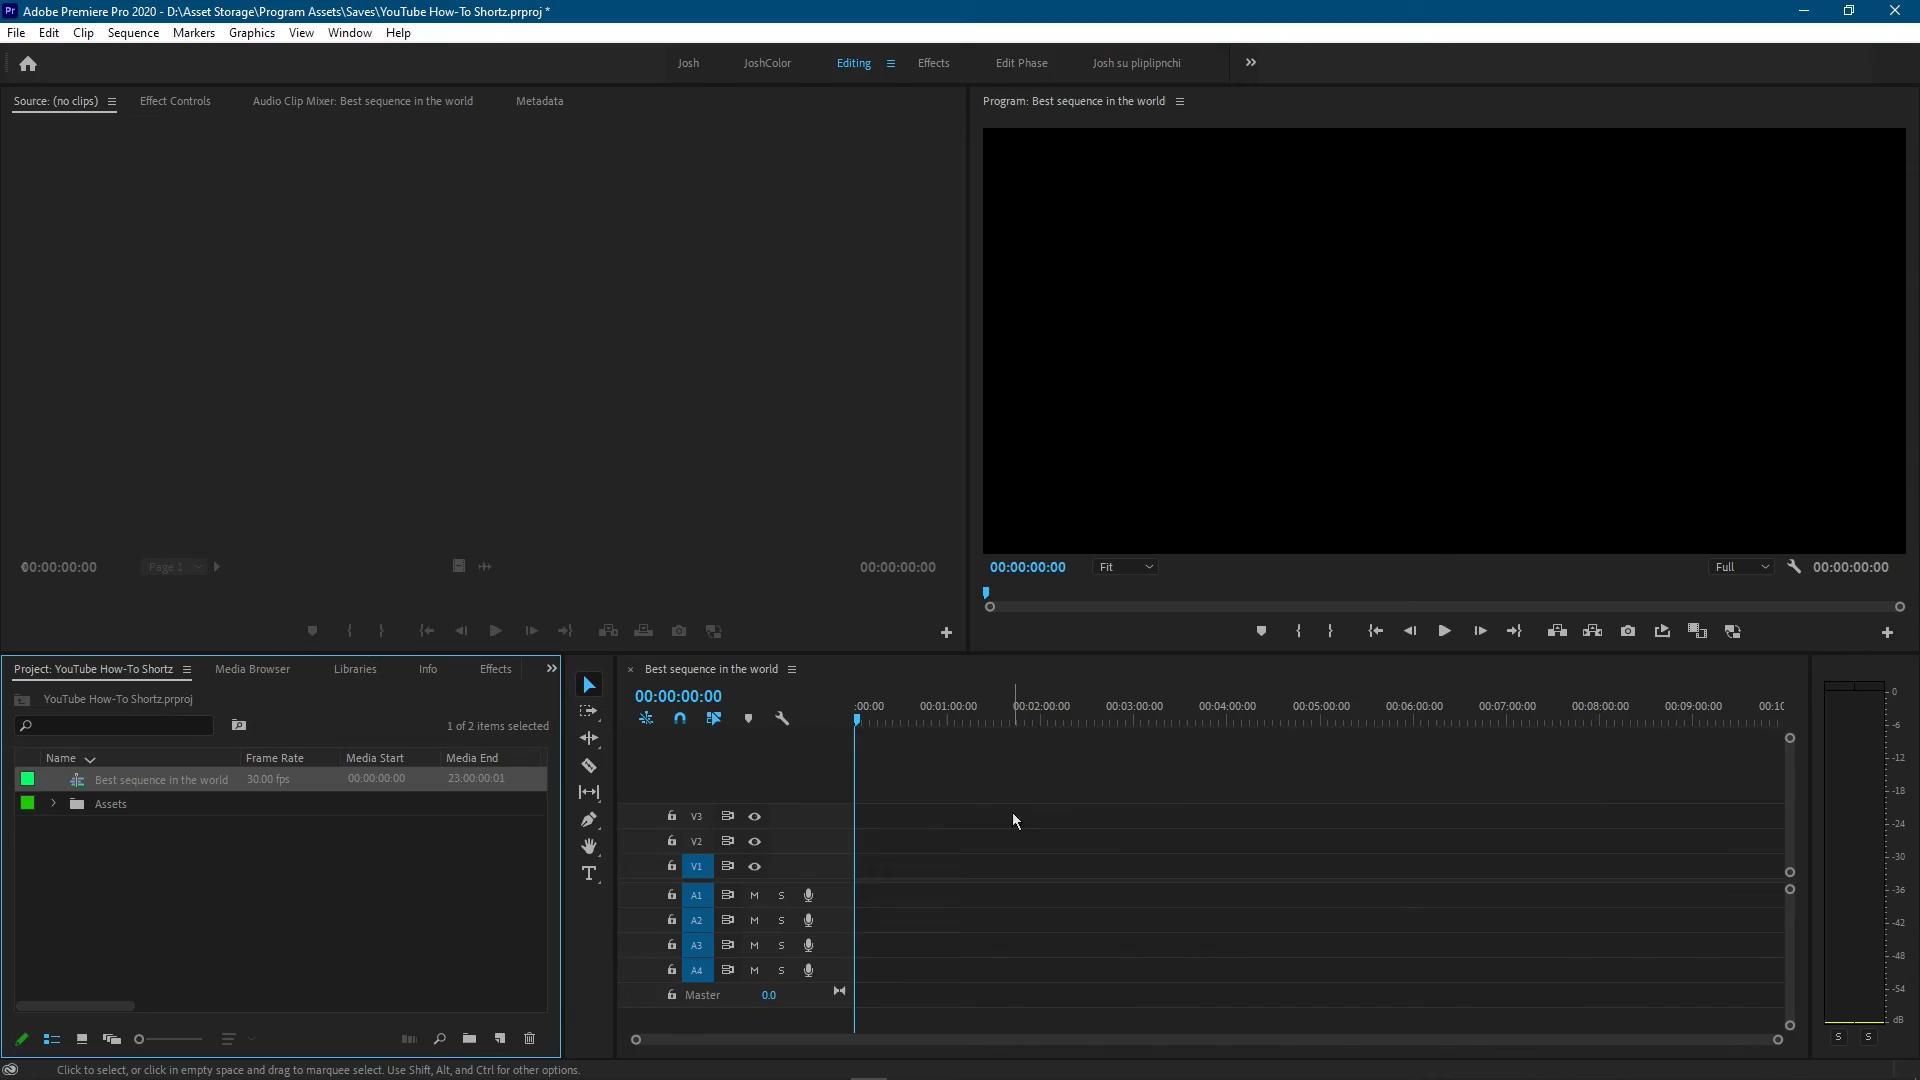 Pr Adobe Premiere Pro 2020 - D:\Asset Storage\Program Assets\Saves\YouTube How-To Shortz.prproj *
File Edit Clip Sequence Markers Graphics View Window Help
Josh JoshColor Editing Effects Edit Phase Josh su pliplipnchi
Source: (no clips) Effect Controls Audio Clip Mixer: Best sequence in the world Metadata
Program: Best sequence in the world
00:00:00:00 Page 1 00:00:00:00
00:00:00:00 Fit Full 00:00:00:00
Project: YouTube How-To Shortz Media Browser Libraries Info Effects
YouTube How-To Shortz.prproj
1 of 2 items selected
Name Frame Rate Media Start Media End
Best sequence in the world 30.00 fps 00:00:00:00 23:00:00:01
Assets
Best sequence in the world
00:00:00:00
:00:00 00:01:00:00 00:02:00:00 00:03:00:00 00:04:00:00 00:05:00:00 00:06:00:00 00:07:00:00 00:08:00:00 00:09:00:00 00:10
V3
V2
V1
A1 M S
A2 M S
A3 M S
A4 M S
Master 0.0
0
-6
-12
-18
-24
-30
-36
-42
-48
-54
dB
S S
Click to select, or click in empty space and drag to marquee select. Use Shift, Alt, and Ctrl for other options.